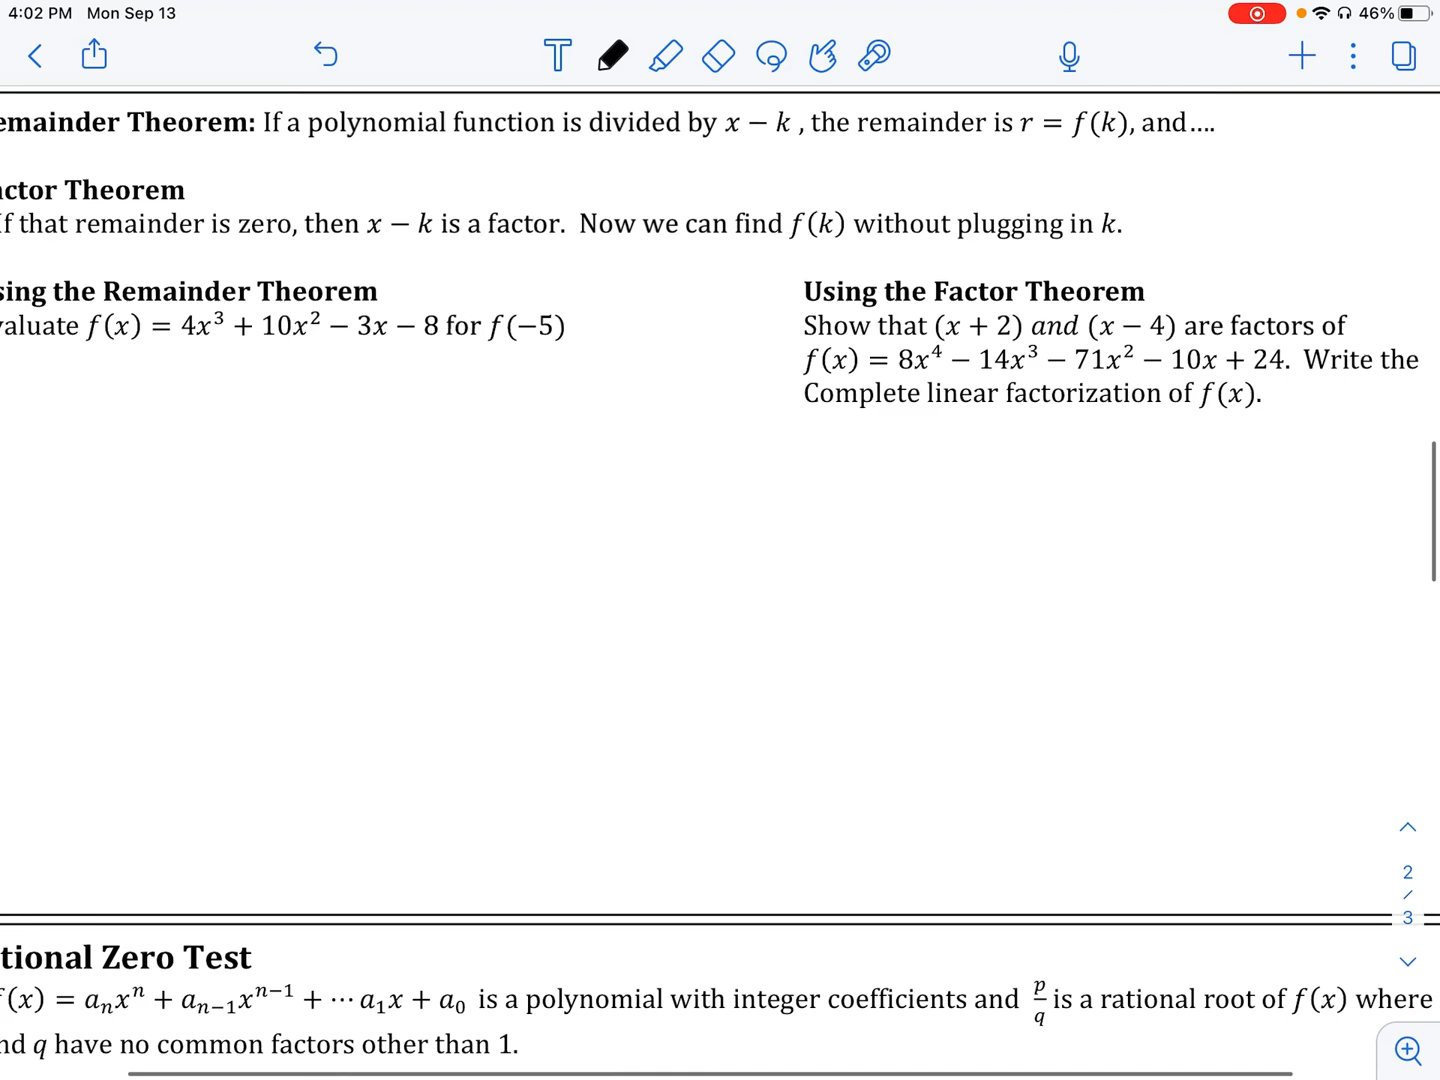 4:02 PM Mon Sep 13 46%
emainder Theorem: If a polynomial function is divided by x − k , the remainder is r = f(k), and....
actor Theorem
If that remainder is zero, then x − k is a factor. Now we can find f(k) without plugging in k.
sing the Remainder Theorem
valuate f(x) = 4x³ + 10x² − 3x − 8 for f(−5)
Using the Factor Theorem
Show that (x + 2) and (x − 4) are factors of
f(x) = 8x⁴ − 14x³ − 71x² − 10x + 24. Write the
Complete linear factorization of f(x).
2
/
3
tional Zero Test
f(x) = aₙxⁿ + aₙ₋₁xⁿ⁻¹ + ⋯ a₁x + a₀ is a polynomial with integer coefficients and p/q is a rational root of f(x) where
nd q have no common factors other than 1.